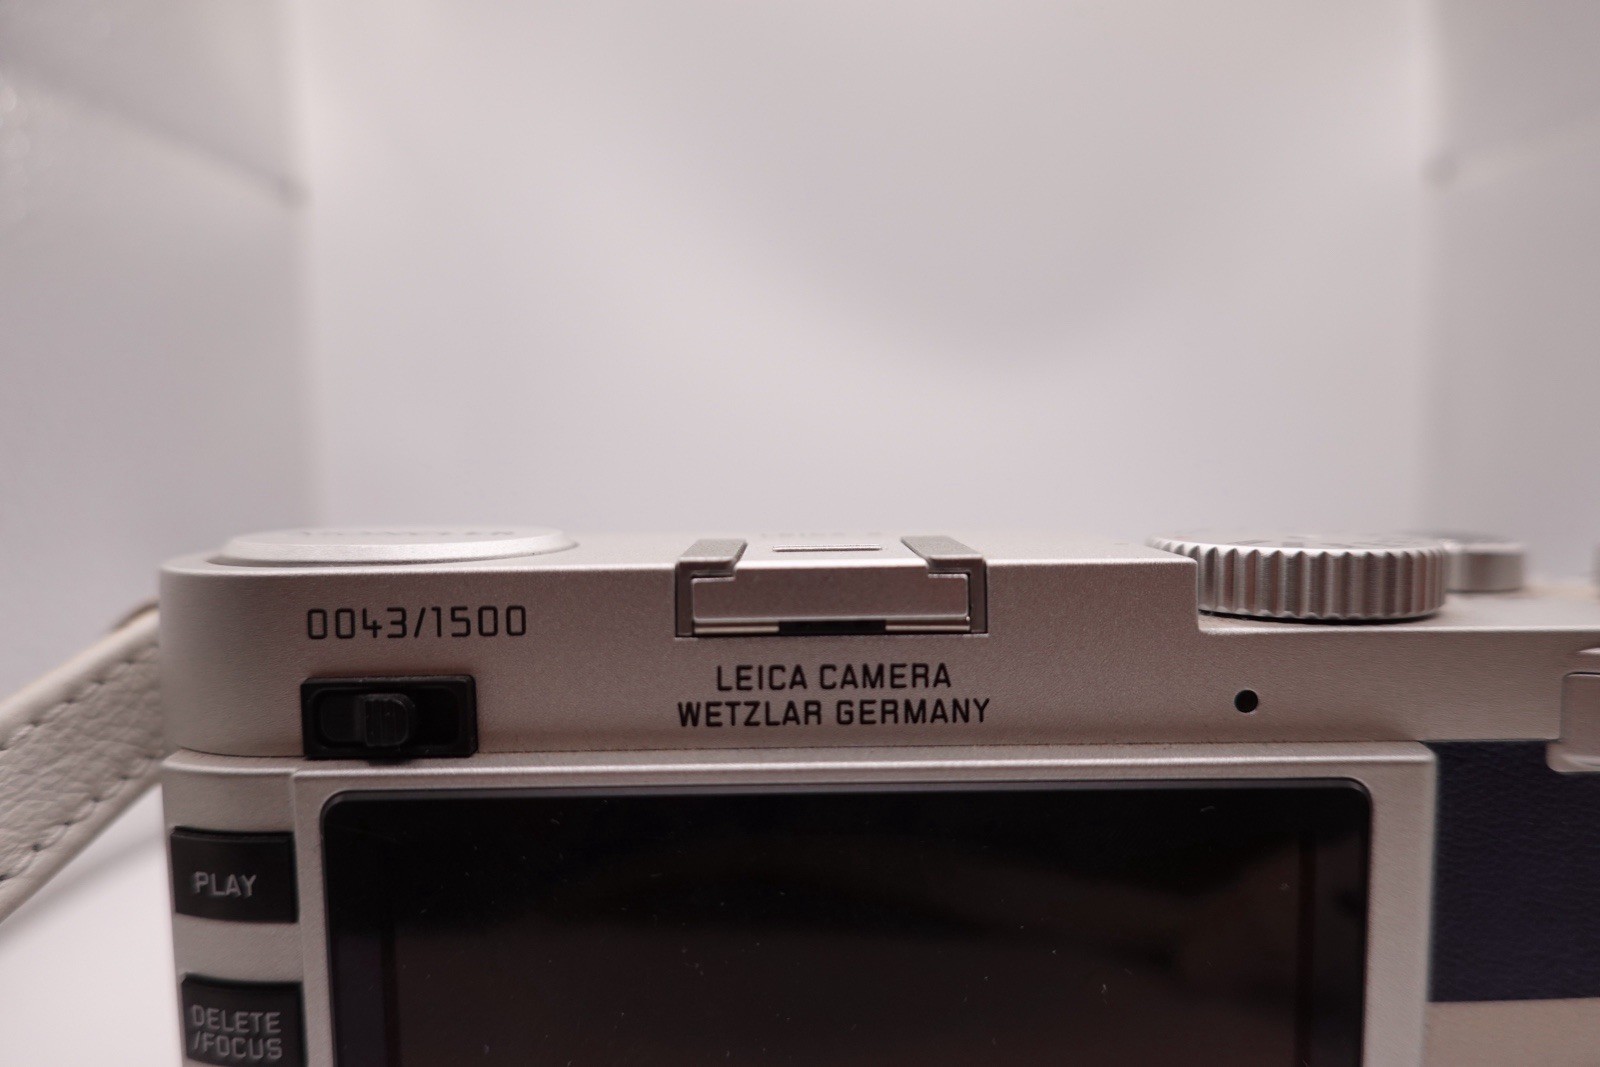 0043/1500
LEICA CAMERA
WETZLAR GERMANY
PLAY
DELETE
/FOCUS